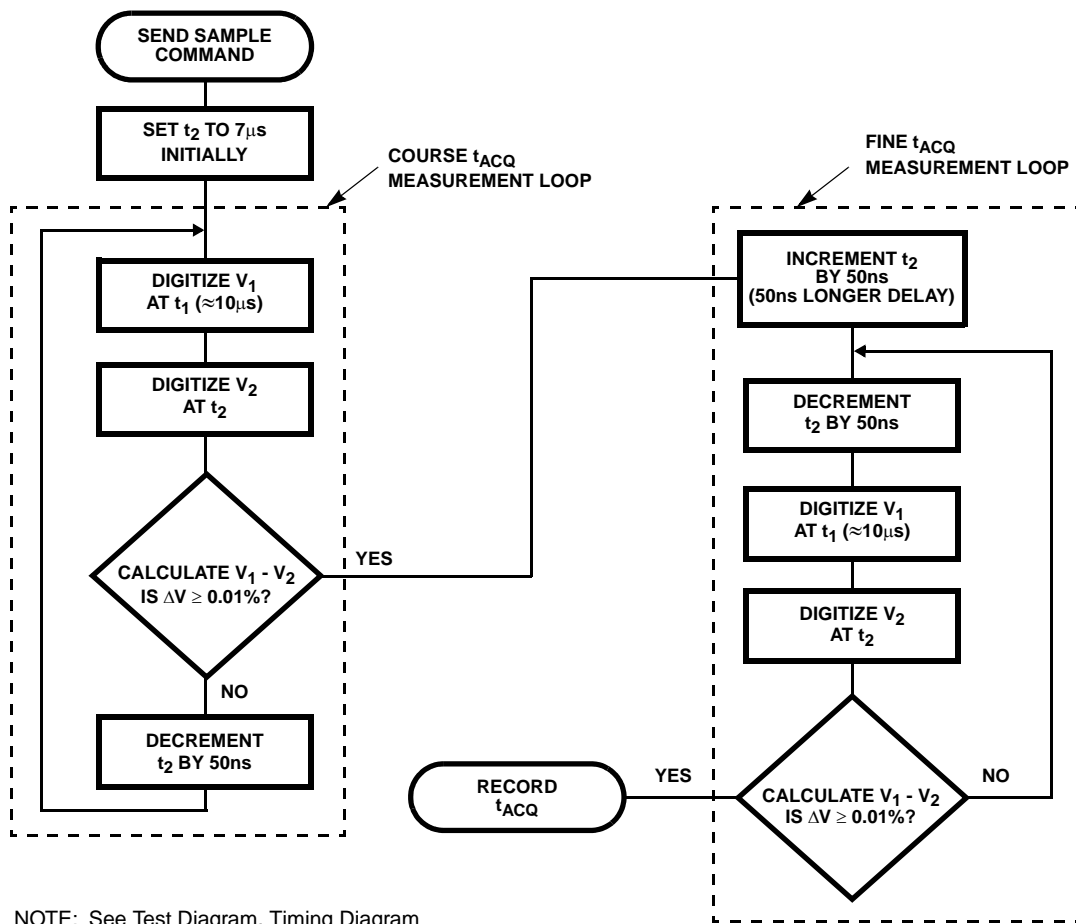 SEND SAMPLE
COMMAND
SET t2 TO 7μs
INITIALLY
COURSE tACQ
MEASUREMENT LOOP
DIGITIZE V1
AT t1 (≈10μs)
DIGITIZE V2
AT t2
CALCULATE V1 - V2
IS ΔV ≥ 0.01%?
YES
NO
DECREMENT
t2 BY 50ns
FINE tACQ
MEASUREMENT LOOP
INCREMENT t2
BY 50ns
(50ns LONGER DELAY)
DECREMENT
t2 BY 50ns
DIGITIZE V1
AT t1 (≈10μs)
DIGITIZE V2
AT t2
CALCULATE V1 - V2
IS ΔV ≥ 0.01%?
NO
YES
RECORD
tACQ
NOTE: See Test Diagram, Timing Diagram